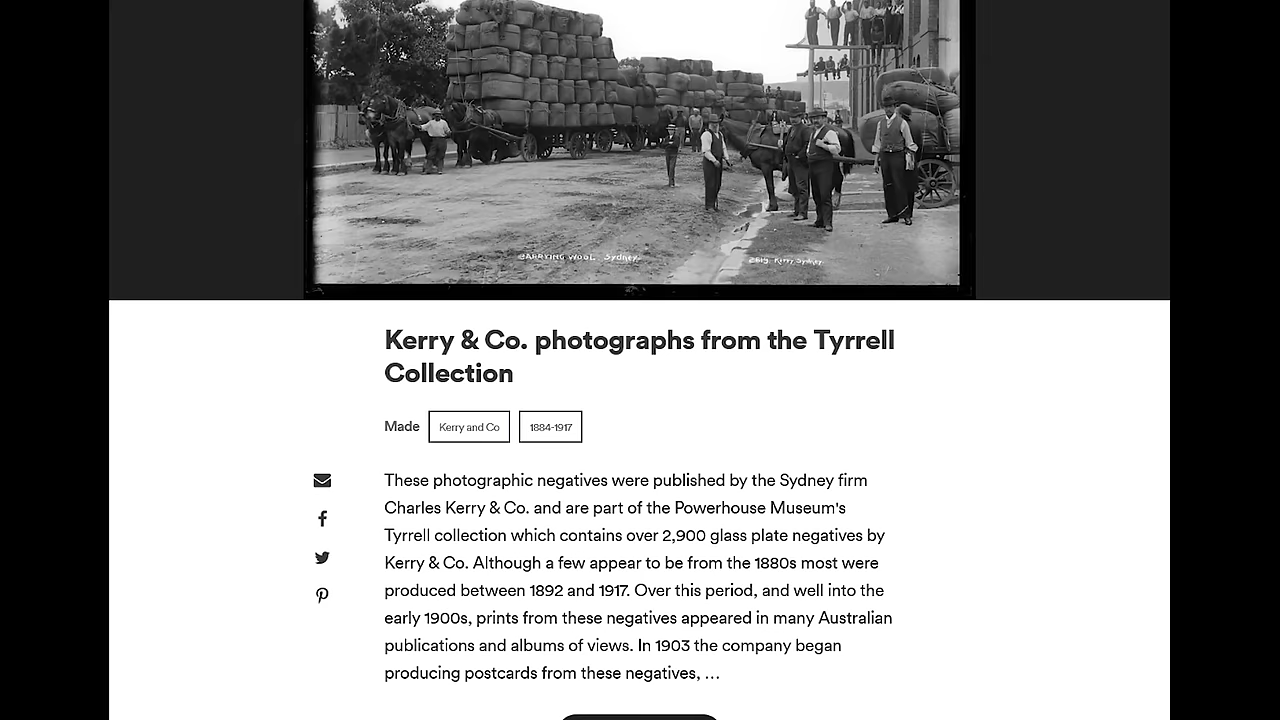 CARRYING WOOL. Sydney.
2619. Kerry, Sydney.
Kerry & Co. photographs from the Tyrrell
Collection
Made Kerry and Co 1884-1917
These photographic negatives were published by the Sydney firm
Charles Kerry & Co. and are part of the Powerhouse Museum's
Tyrrell collection which contains over 2,900 glass plate negatives by
Kerry & Co. Although a few appear to be from the 1880s most were
produced between 1892 and 1917. Over this period, and well into the
early 1900s, prints from these negatives appeared in many Australian
publications and albums of views. In 1903 the company began
producing postcards from these negatives, …